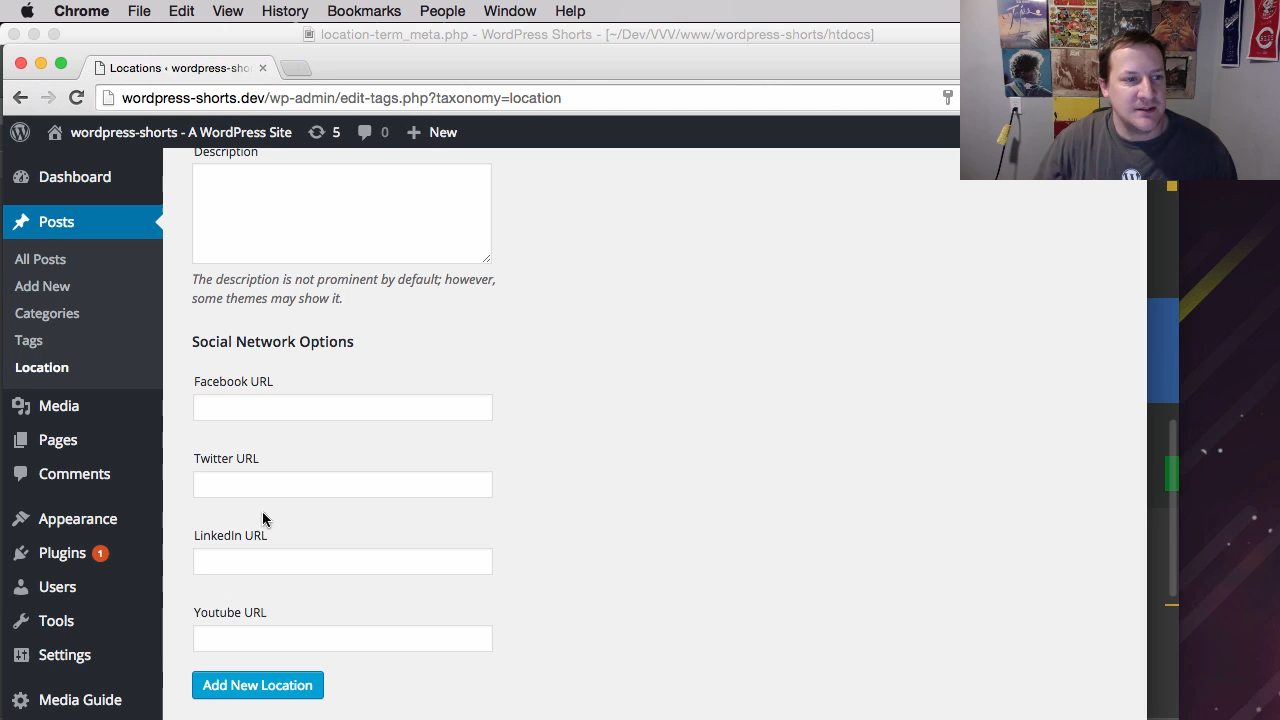 Chrome File Edit View History Bookmarks People Window Help
location-term_meta.php - WordPress Shorts - [~/Dev/VVV/www/wordpress-shorts/htdocs]
Locations ‹ wordpress-sho
wordpress-shorts.dev/wp-admin/edit-tags.php?taxonomy=location
wordpress-shorts - A WordPress Site 5 0 New
Dashboard
Posts
All Posts
Add New
Categories
Tags
Location
Media
Pages
Comments
Appearance
Plugins 1
Users
Tools
Settings
Media Guide
Description
The description is not prominent by default; however,
some themes may show it.
Social Network Options
Facebook URL
Twitter URL
LinkedIn URL
Youtube URL
Add New Location